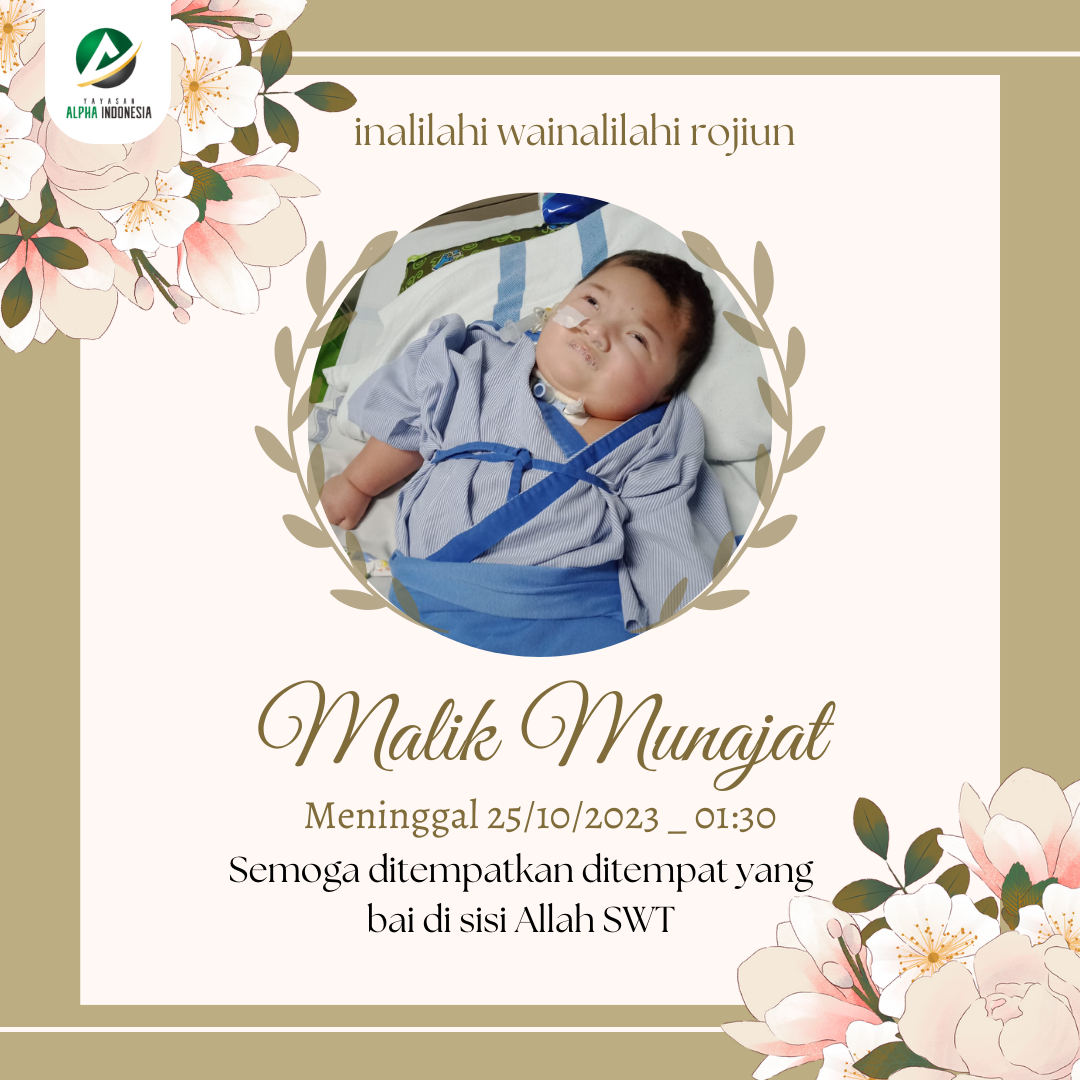 YAYASAN
ALPHA INDONESIA
inalilahi wainalilahi rojiun
Malik Munajat
Meninggal 25/10/2023 _ 01:30
Semoga ditempatkan ditempat yang
bai di sisi Allah SWT